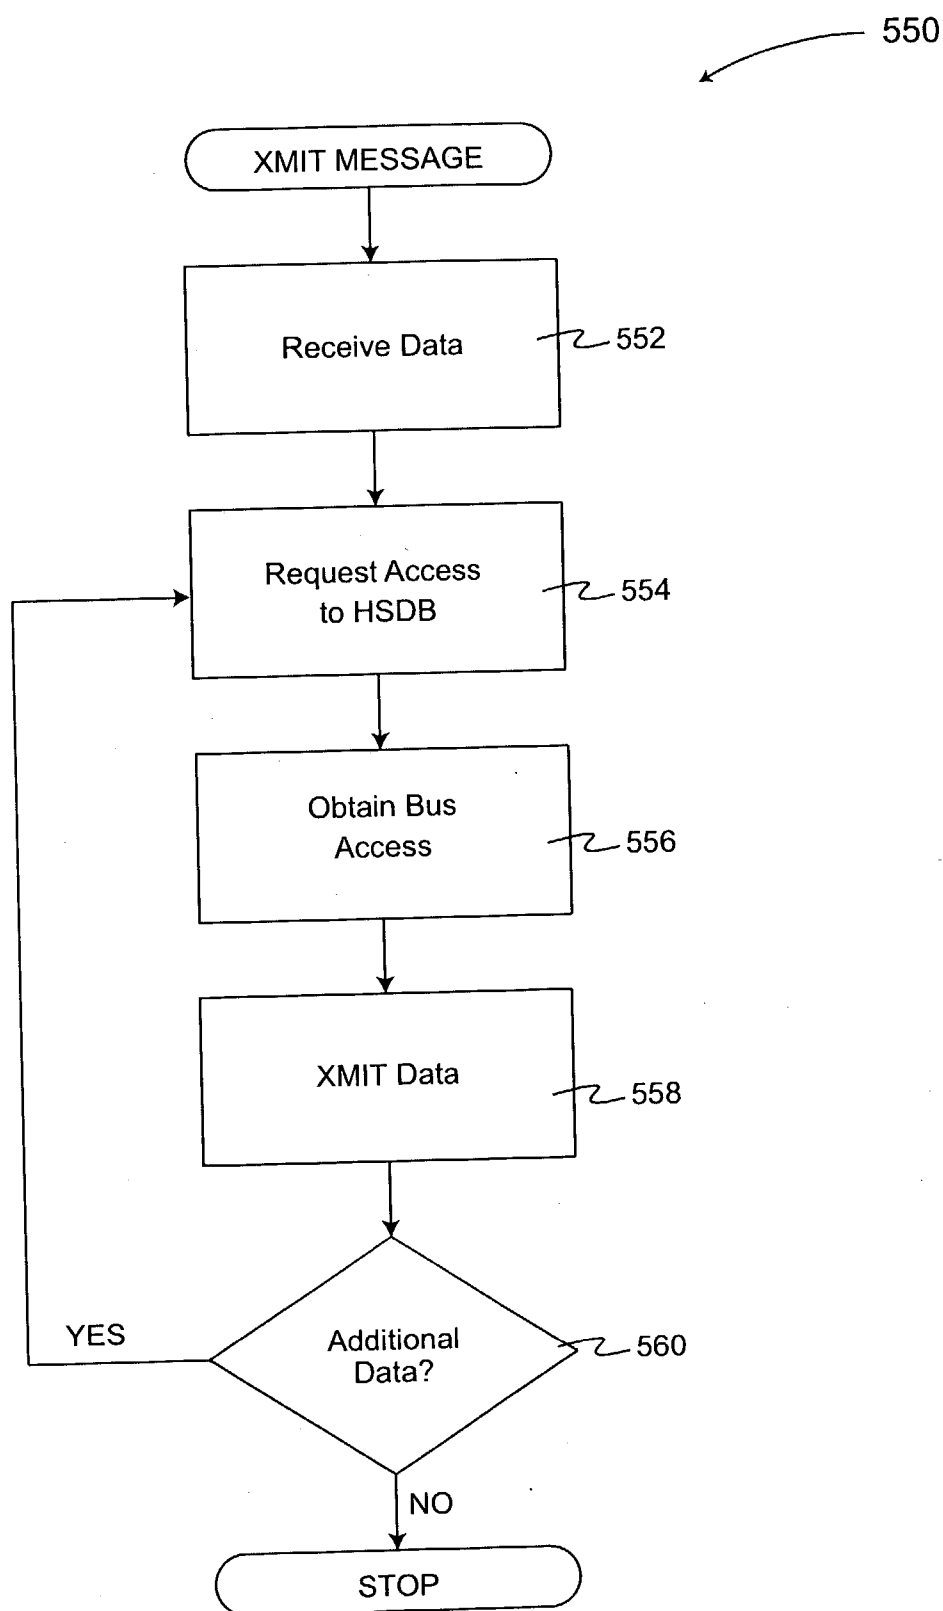 550
XMIT MESSAGE
Receive Data
552
Request Access
to HSDB
554
Obtain Bus
Access
556
XMIT Data
558
Additional
Data?
560
YES
NO
STOP